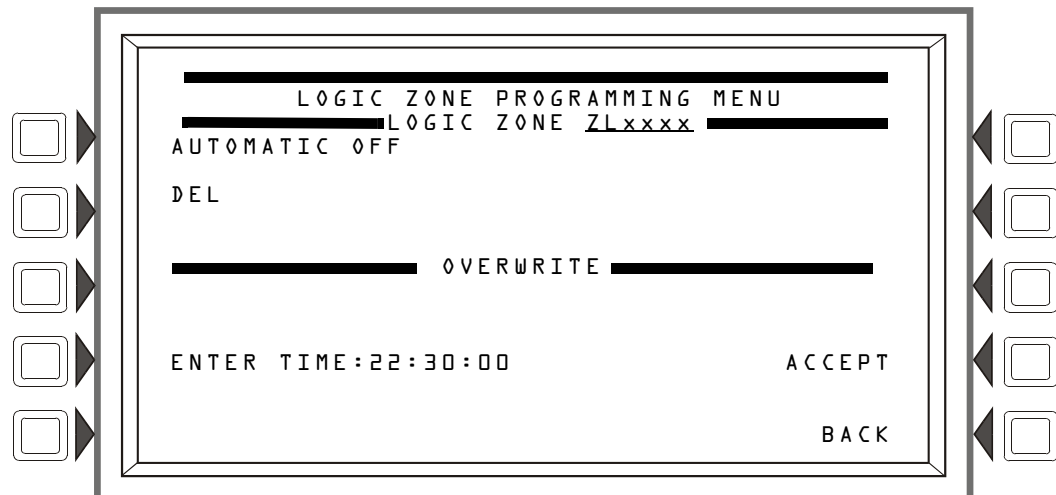 LOGIC ZONE PROGRAMMING MENU
LOGIC ZONE ZLxxxx
AUTOMATIC OFF
DEL
OVERWRITE
ENTER TIME:22:30:00
ACCEPT
BACK